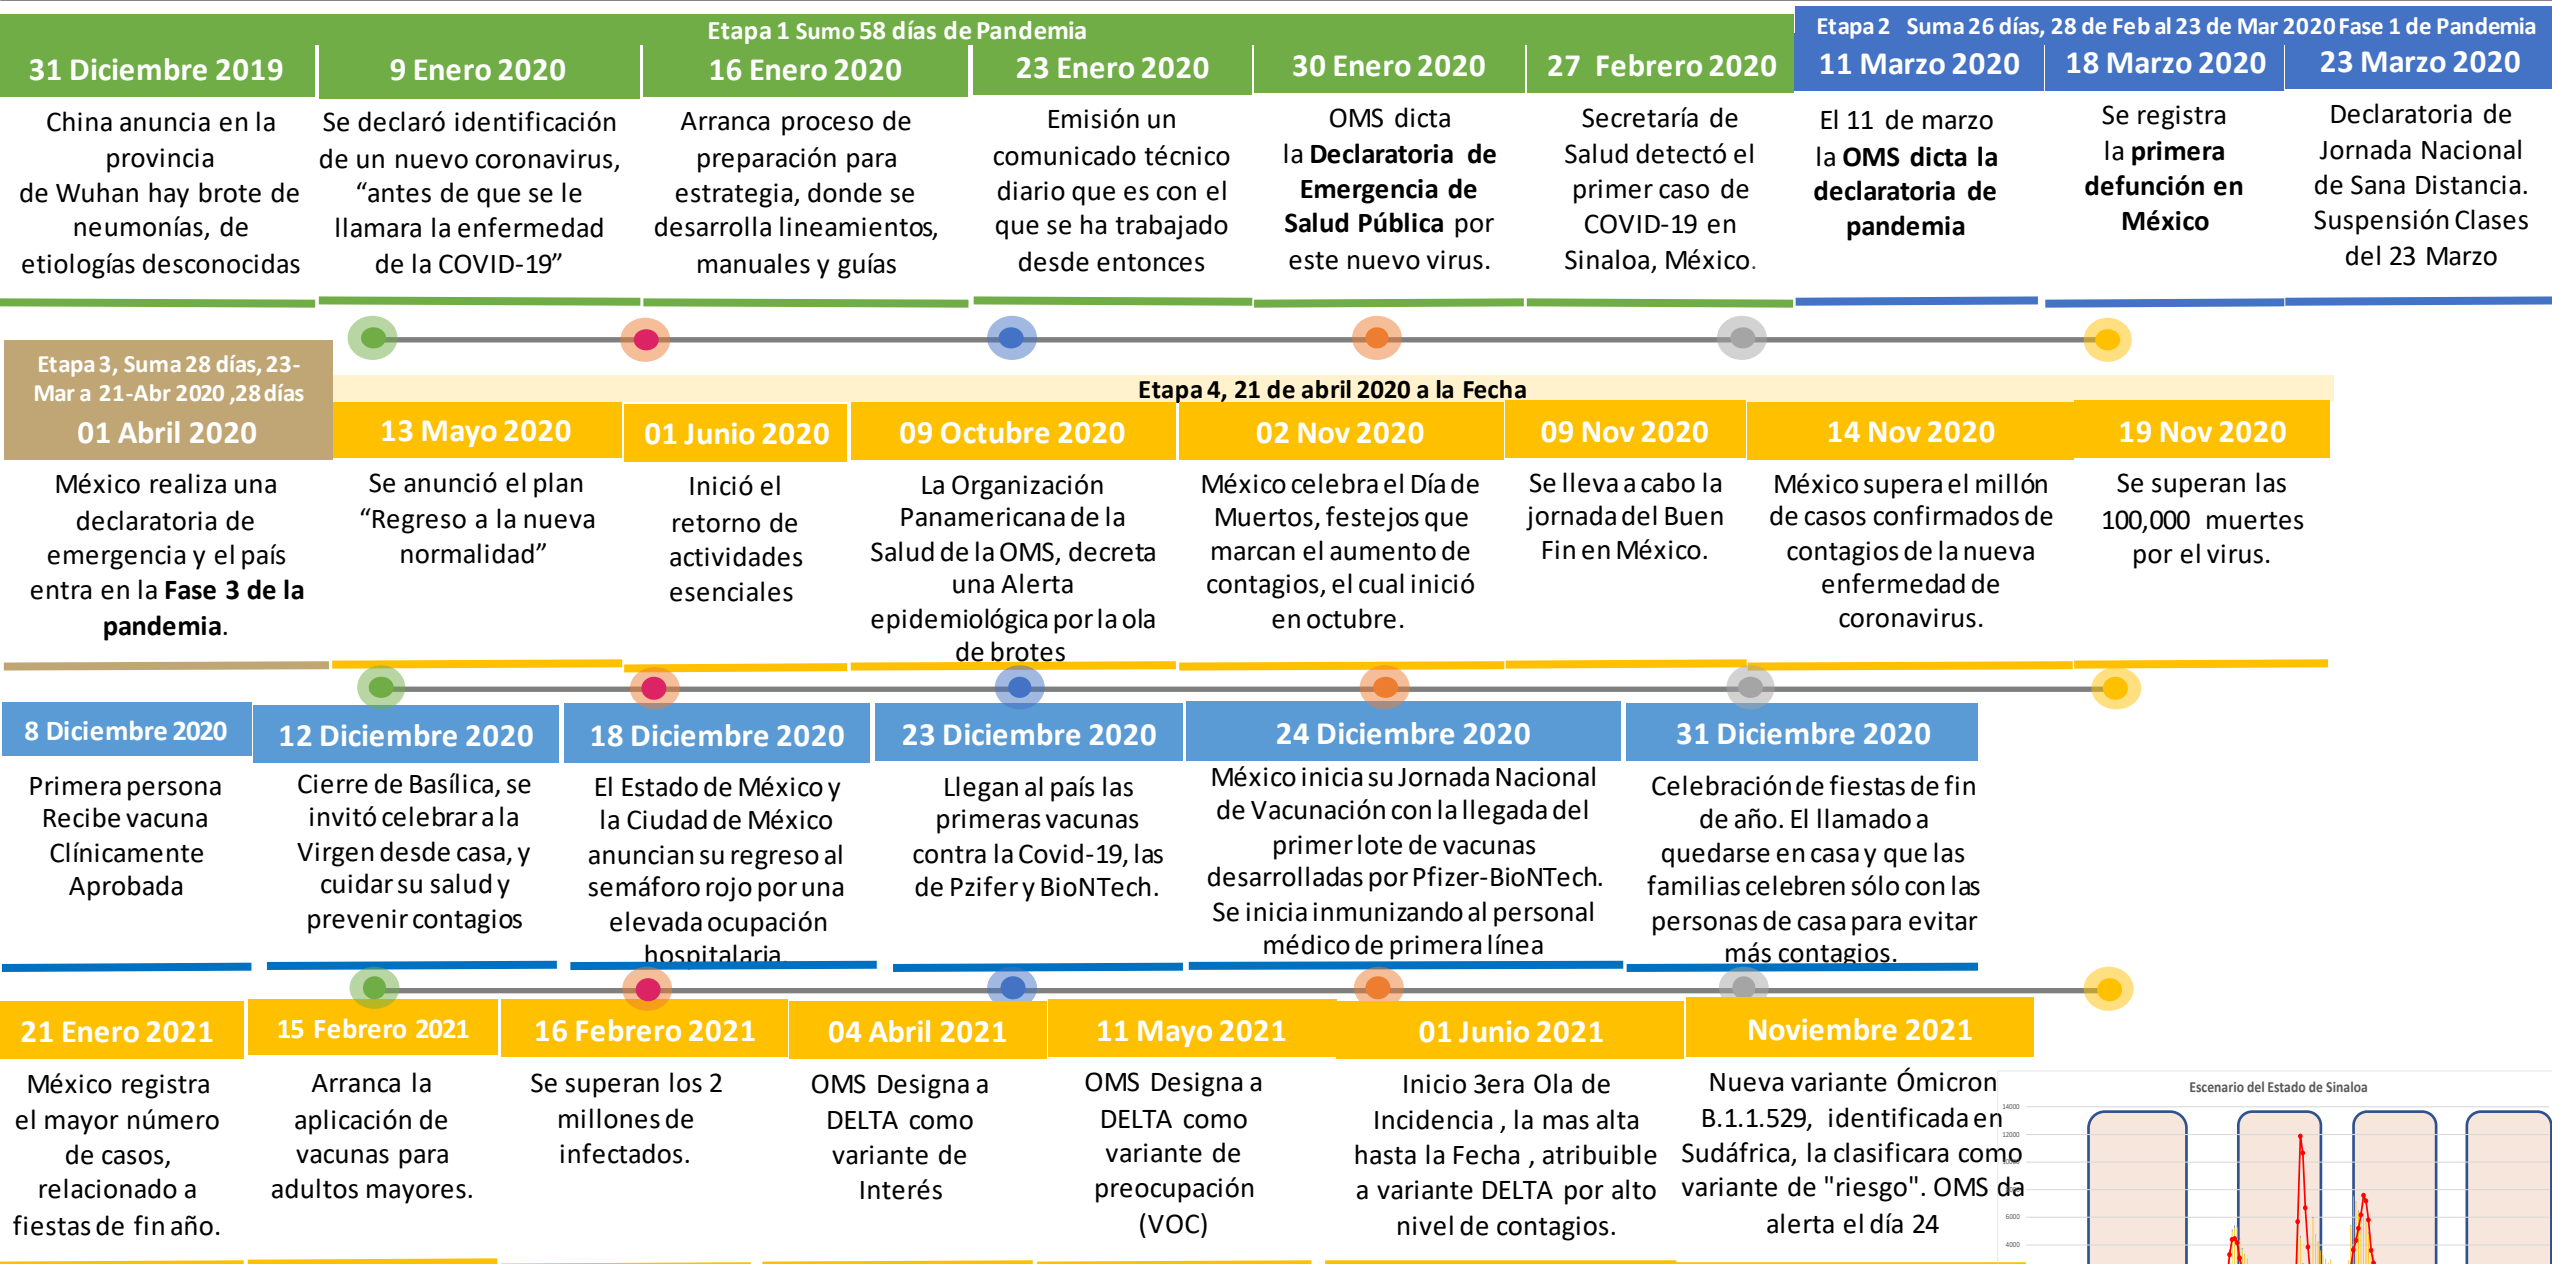 Etapa 1 Sumo 58 días de Pandemia
Etapa 2 Suma 26 días, 28 de Feb al 23 de Mar 2020 Fase 1 de Pandemia
31 Diciembre 2019
China anuncia en la
provincia
de Wuhan hay brote de
neumonías, de
etiologías desconocidas
9 Enero 2020
Se declaró identificación
de un nuevo coronavirus,
“antes de que se le
llamara la enfermedad
de la COVID-19”
16 Enero 2020
Arranca proceso de
preparación para
estrategia, donde se
desarrolla lineamientos,
manuales y guías
23 Enero 2020
Emisión un
comunicado técnico
diario que es con el
que se ha trabajado
desde entonces
30 Enero 2020
OMS dicta
la Declaratoria de
Emergencia de
Salud Pública por
este nuevo virus.
27 Febrero 2020
Secretaría de
Salud detectó el
primer caso de
COVID-19 en
Sinaloa, México.
11 Marzo 2020
El 11 de marzo
la OMS dicta la
declaratoria de
pandemia
18 Marzo 2020
Se registra
la primera
defunción en
México
23 Marzo 2020
Declaratoria de
Jornada Nacional
de Sana Distancia.
Suspensión Clases
del 23 Marzo
Etapa 3, Suma 28 días, 23-
Mar a 21-Abr 2020 ,28 días
01 Abril 2020
México realiza una
declaratoria de
emergencia y el país
entra en la Fase 3 de la
pandemia.
Etapa 4, 21 de abril 2020 a la Fecha
13 Mayo 2020
Se anunció el plan
“Regreso a la nueva
normalidad”
01 Junio 2020
Inició el
retorno de
actividades
esenciales
09 Octubre 2020
La Organización
Panamericana de la
Salud de la OMS, decreta
una Alerta
epidemiológica por la ola
de brotes
02 Nov 2020
México celebra el Día de
Muertos, festejos que
marcan el aumento de
contagios, el cual inició
en octubre.
09 Nov 2020
Se lleva a cabo la
jornada del Buen
Fin en México.
14 Nov 2020
México supera el millón
de casos confirmados de
contagios de la nueva
enfermedad de
coronavirus.
19 Nov 2020
Se superan las
100,000 muertes
por el virus.
8 Diciembre 2020
Primera persona
Recibe vacuna
Clínicamente
Aprobada
12 Diciembre 2020
Cierre de Basílica, se
invitó celebrar a la
Virgen desde casa, y
cuidar su salud y
prevenir contagios
18 Diciembre 2020
El Estado de México y
la Ciudad de México
anuncian su regreso al
semáforo rojo por una
elevada ocupación
hospitalaria.
23 Diciembre 2020
Llegan al país las
primeras vacunas
contra la Covid-19, las
de Pzifer y BioNTech.
24 Diciembre 2020
México inicia su Jornada Nacional
de Vacunación con la llegada del
primer lote de vacunas
desarrolladas por Pfizer-BioNTech.
Se inicia inmunizando al personal
médico de primera línea
31 Diciembre 2020
Celebración de fiestas de fin
de año. El llamado a
quedarse en casa y que las
familias celebren sólo con las
personas de casa para evitar
más contagios.
21 Enero 2021
México registra
el mayor número
de casos,
relacionado a
fiestas de fin año.
15 Febrero 2021
Arranca la
aplicación de
vacunas para
adultos mayores.
16 Febrero 2021
Se superan los 2
millones de
infectados.
04 Abril 2021
OMS Designa a
DELTA como
variante de
Interés
11 Mayo 2021
OMS Designa a
DELTA como
variante de
preocupación
(VOC)
01 Junio 2021
Inicio 3era Ola de
Incidencia , la mas alta
hasta la Fecha , atribuible
a variante DELTA por alto
nivel de contagios.
Noviembre 2021
Nueva variante Ómicron
B.1.1.529, identificada en
Sudáfrica, la clasificara como
variante de "riesgo". OMS da
alerta el día 24
Escenario del Estado de Sinaloa
14000
12000
6000
4000